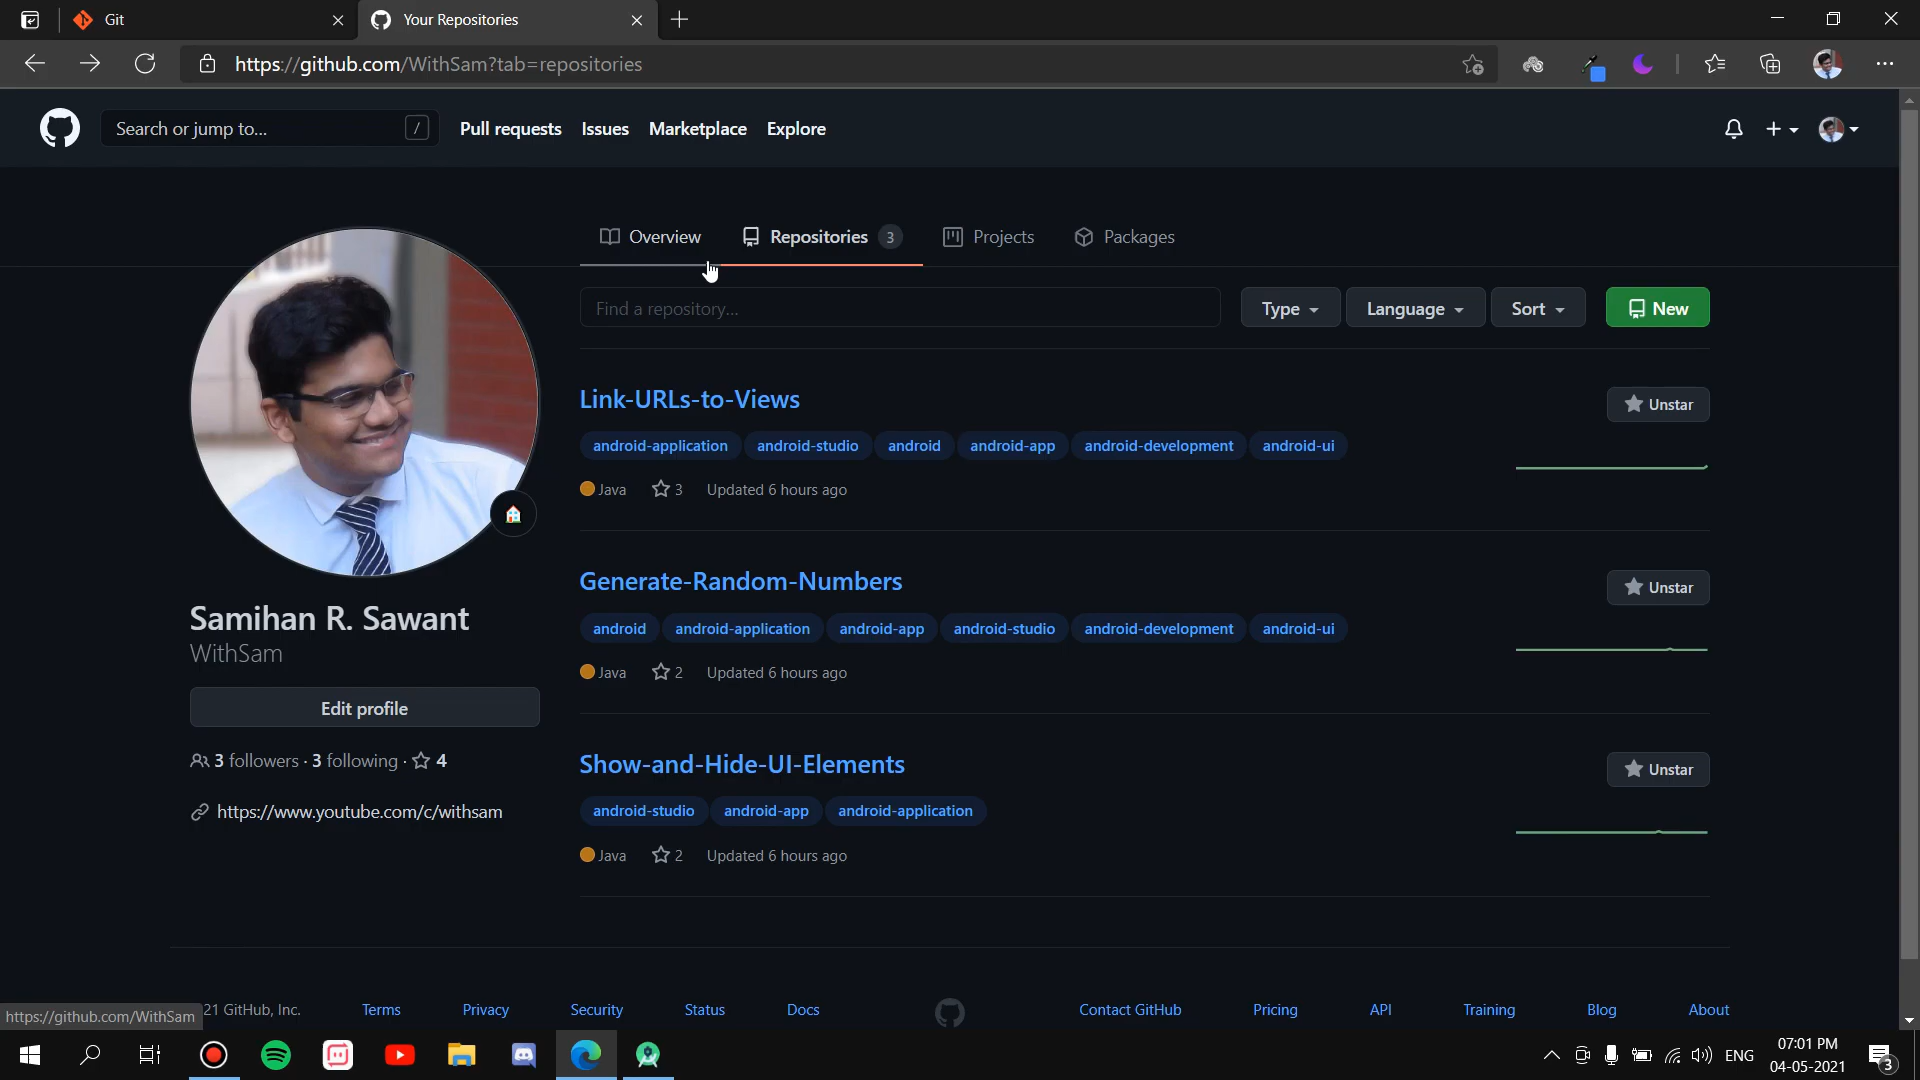 Git
Your Repositories
https://github.com/WithSam?tab=repositories
Search or jump to...
/
Pull requests
Issues
Marketplace
Explore
Overview
Repositories 3
Projects
Packages
Find a repository...
Type
Language
Sort
New
Link-URLs-to-Views
Unstar
android-application android-studio android android-app android-development android-ui
Java 3 Updated 6 hours ago
Generate-Random-Numbers
Unstar
android android-application android-app android-studio android-development android-ui
Java 2 Updated 6 hours ago
Show-and-Hide-UI-Elements
Unstar
android-studio android-app android-application
Java 2 Updated 6 hours ago
Samihan R. Sawant
WithSam
Edit profile
3 followers · 3 following · 4
https://www.youtube.com/c/withsam
21 GitHub, Inc.
Terms
Privacy
Security
Status
Docs
Contact GitHub
Pricing
API
Training
Blog
About
https://github.com/WithSam
ENG
07:01 PM
04-05-2021
3